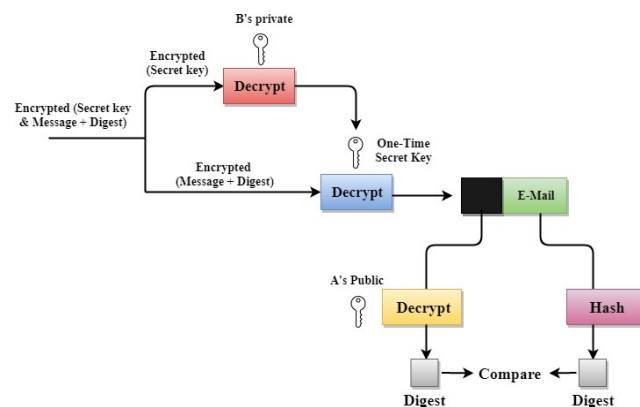 B's private
Encrypted
(Secret key)
Decrypt
Encrypted (Secret key
& Message + Digest)
One-Time
Secret Key
Encrypted
(Message + Digest)
Decrypt
E-Mail
A's Public
Decrypt
Hash
Compare
Digest
Digest